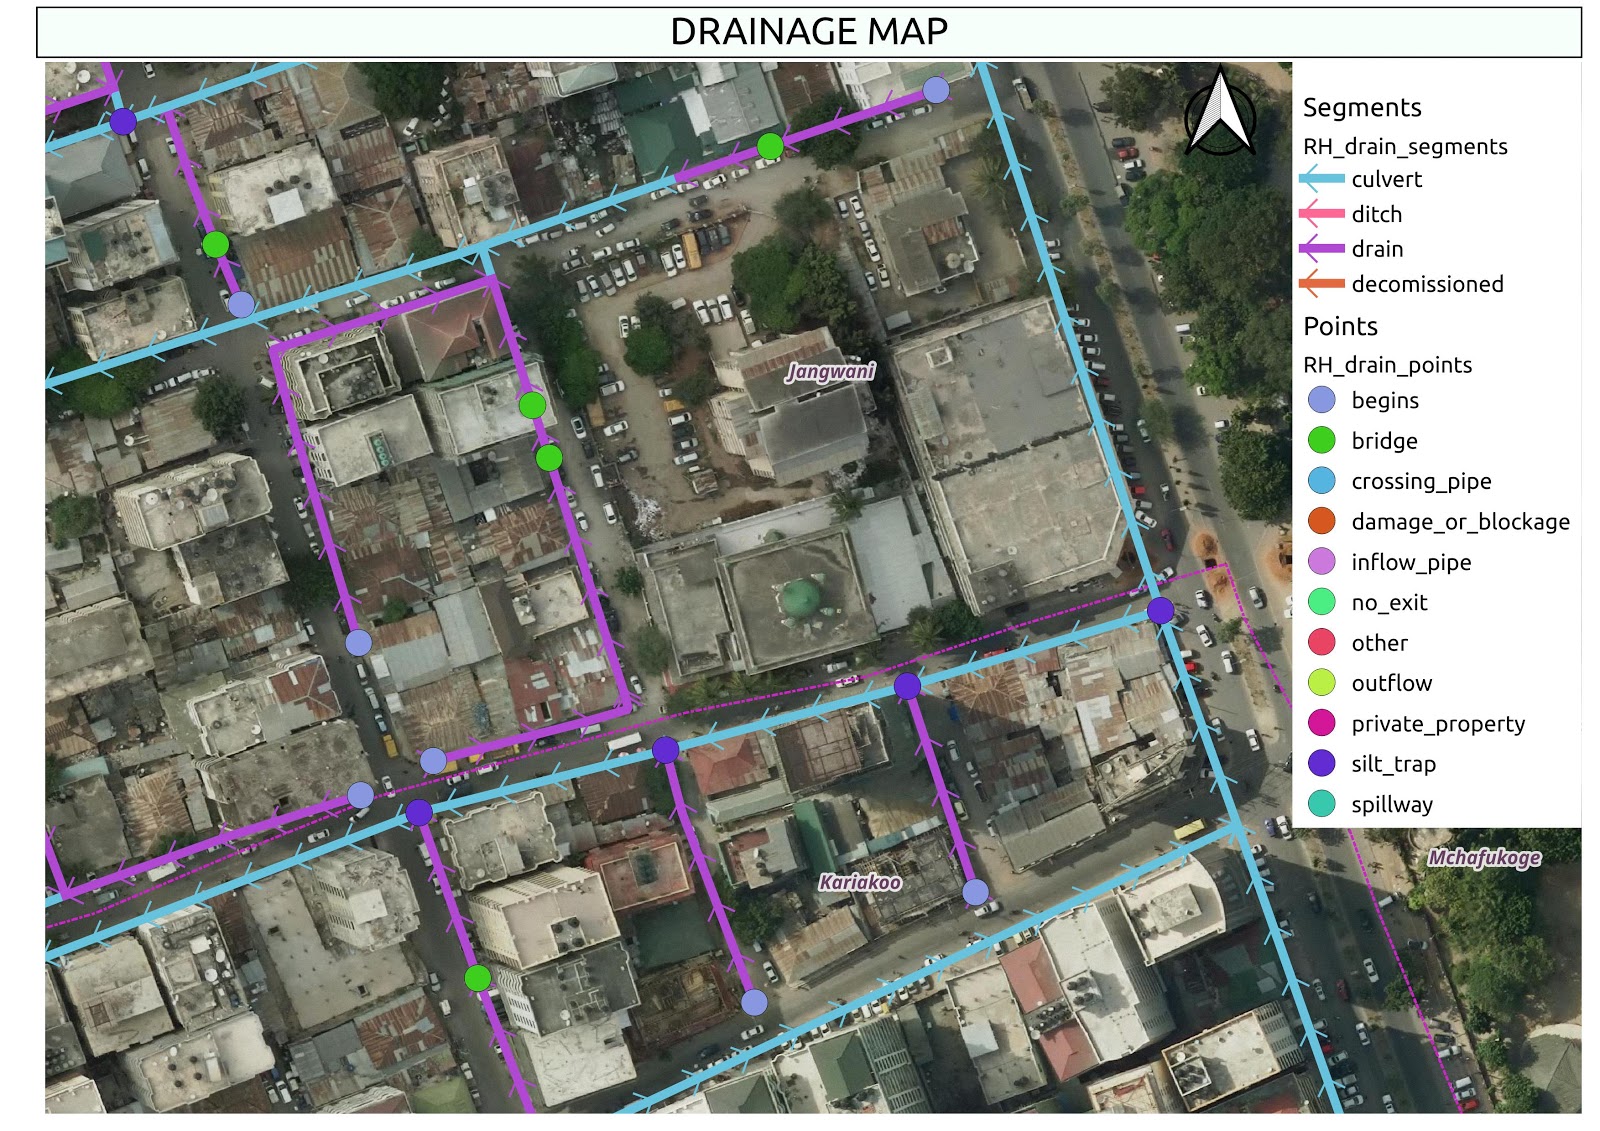 DRAINAGE MAP
Segments
RH_drain_segments
culvert
ditch
drain
decomissioned
Points
RH_drain_points
begins
bridge
crossing_pipe
damage_or_blockage
inflow_pipe
no_exit
other
outflow
private_property
silt_trap
spillway
Jangwani
Kariakoo
Mchafukoge